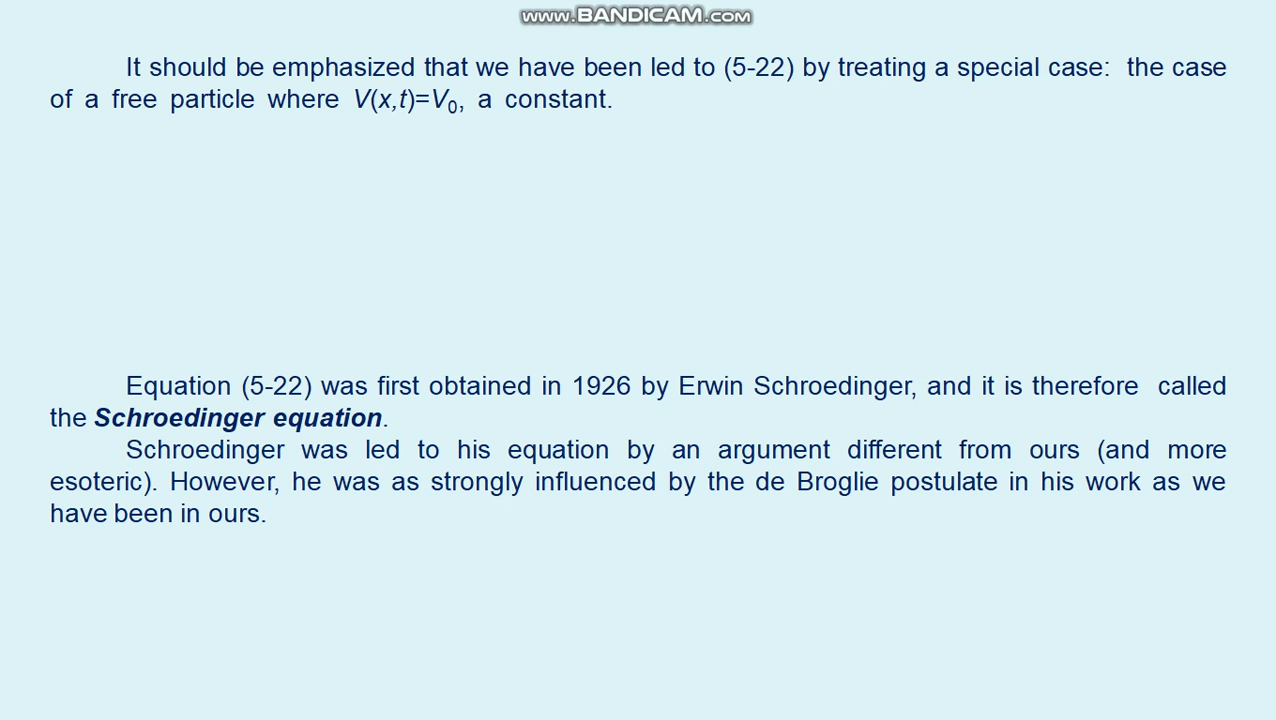 www.BANDICAM.com
It should be emphasized that we have been led to (5-22) by treating a special case: the case
of a free particle where V(x,t)=V₀, a constant.
Equation (5-22) was first obtained in 1926 by Erwin Schroedinger, and it is therefore called
the Schroedinger equation.
Schroedinger was led to his equation by an argument different from ours (and more
esoteric). However, he was as strongly influenced by the de Broglie postulate in his work as we
have been in ours.